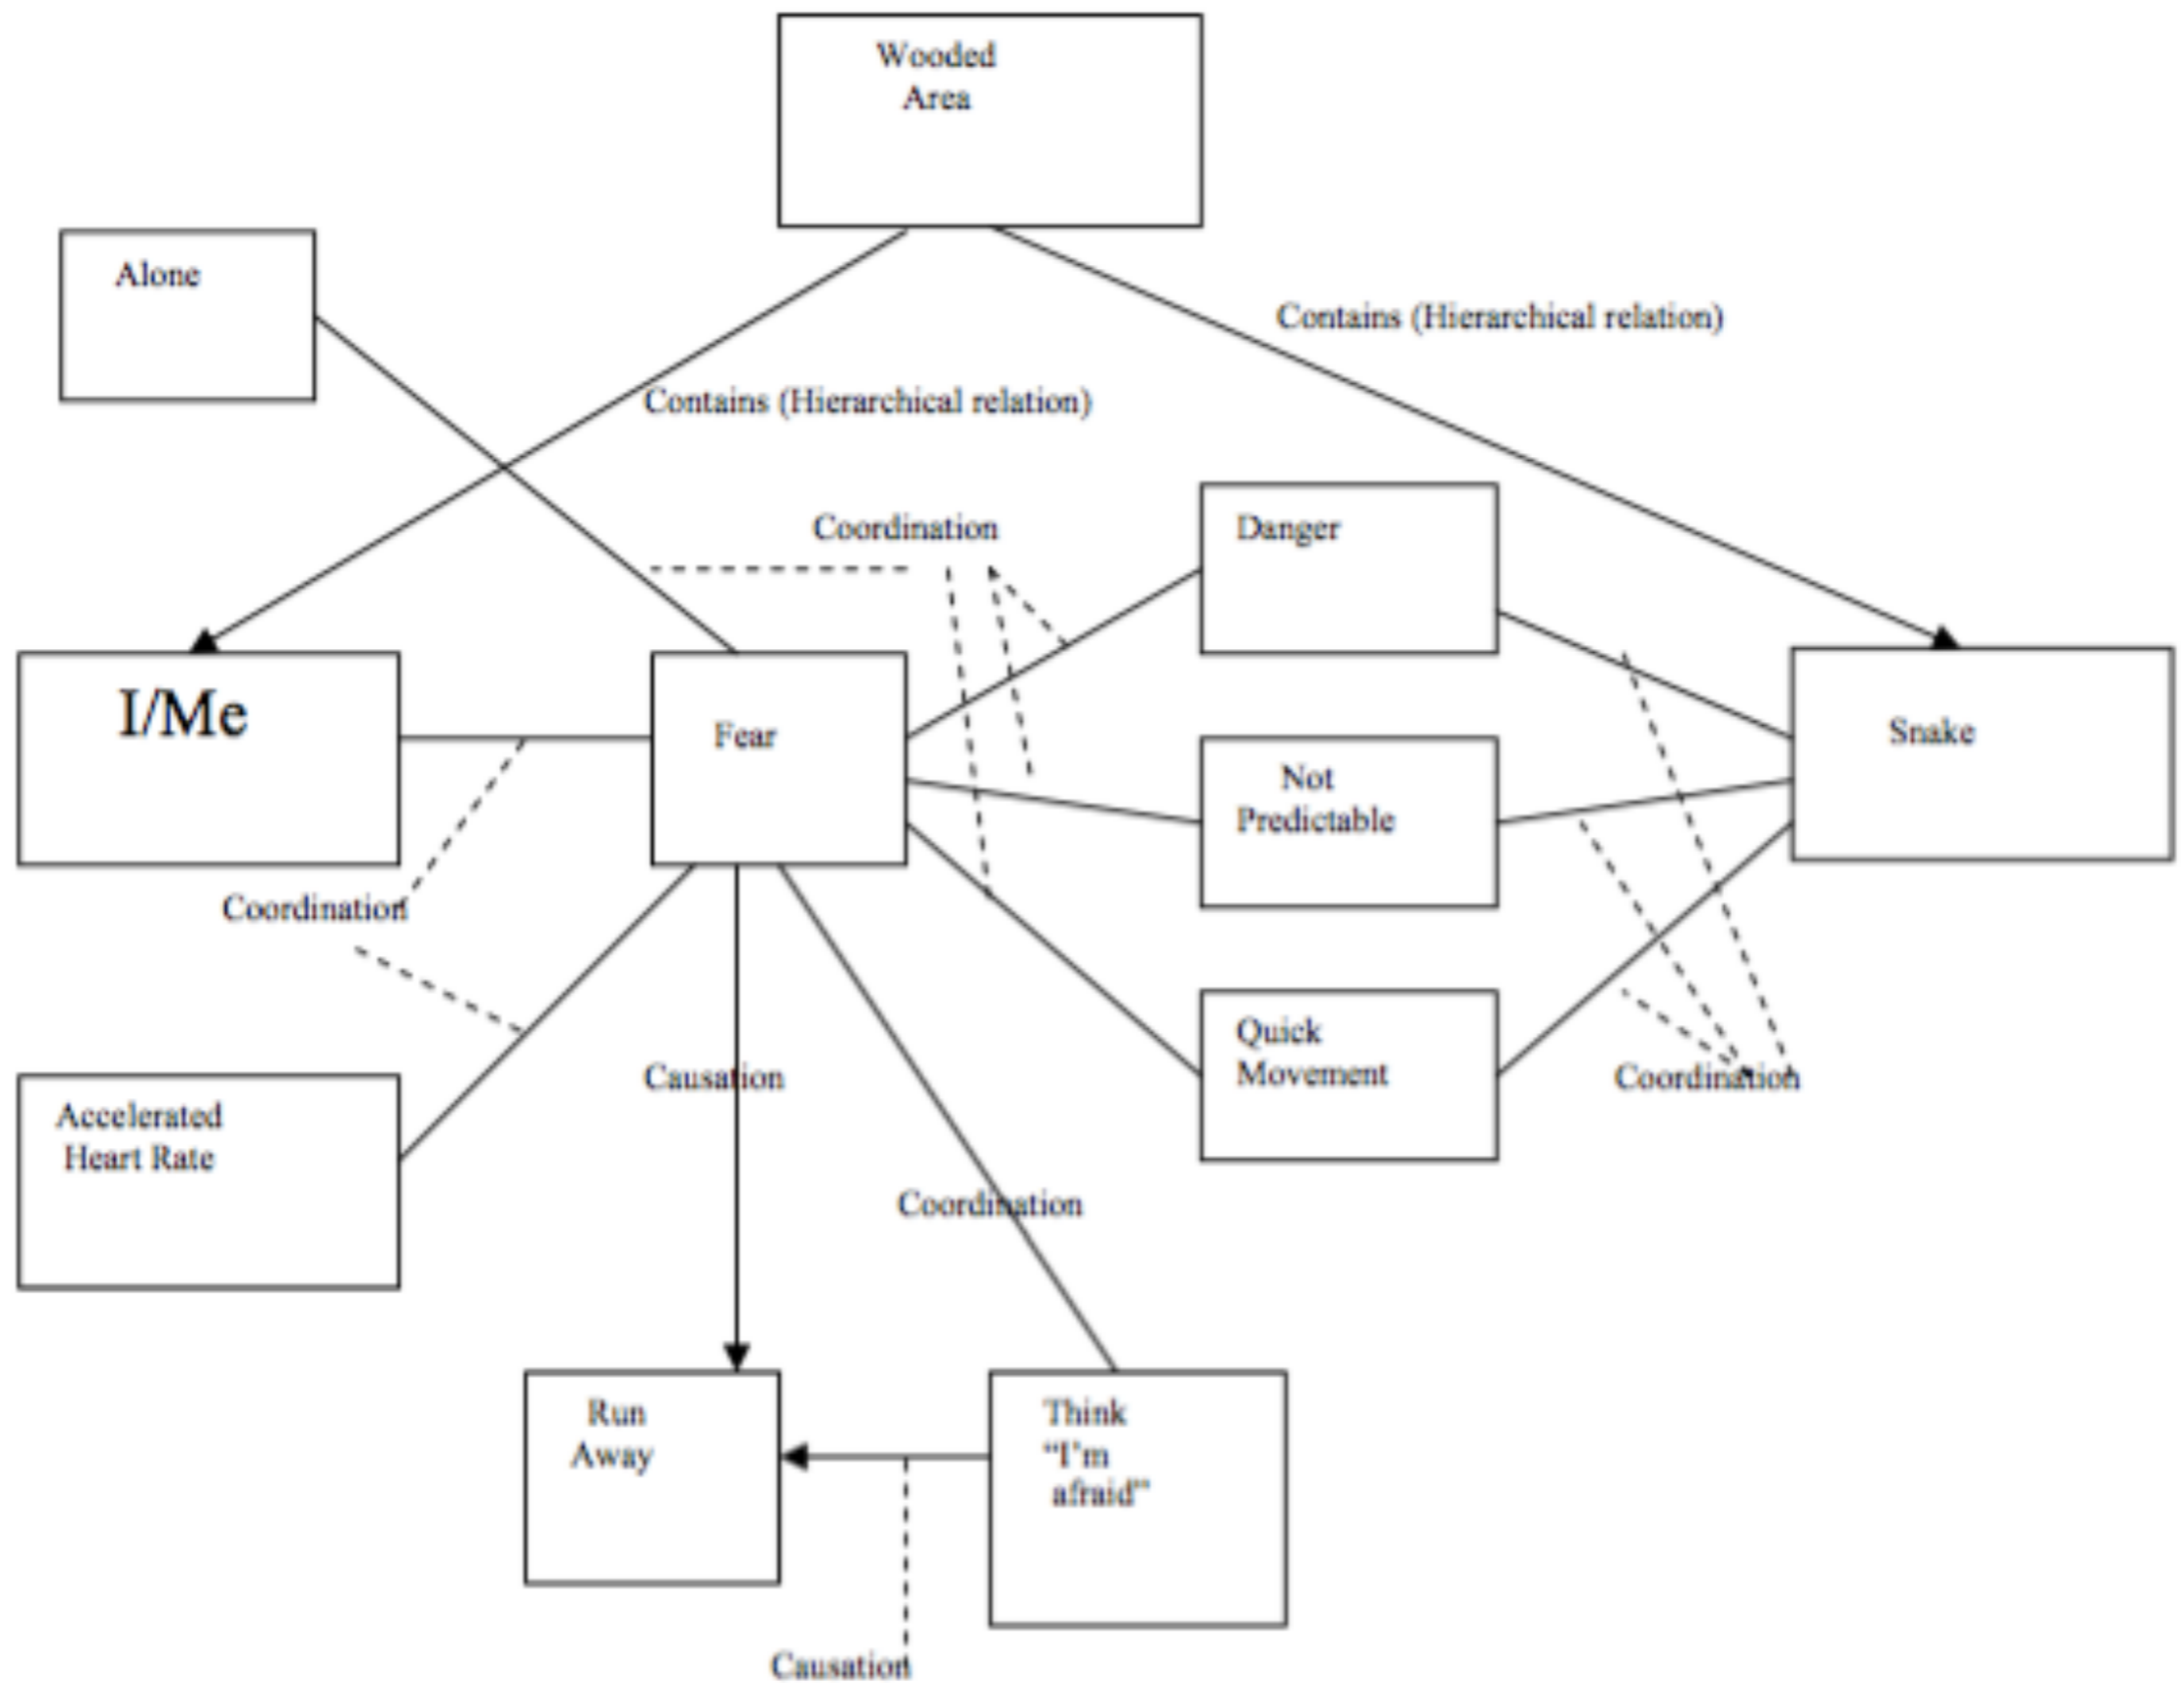 Wooded
Area
Alone
Contains (Hierarchical relation)
Contains (Hierarchical relation)
Coordination
Danger
I/Me
Fear
Snake
Not
Predictable
Coordination
Quick
Movement
Causation
Coordination
Accelerated
Heart Rate
Coordination
Run
Away
Think
“I’m
afraid”
Causation